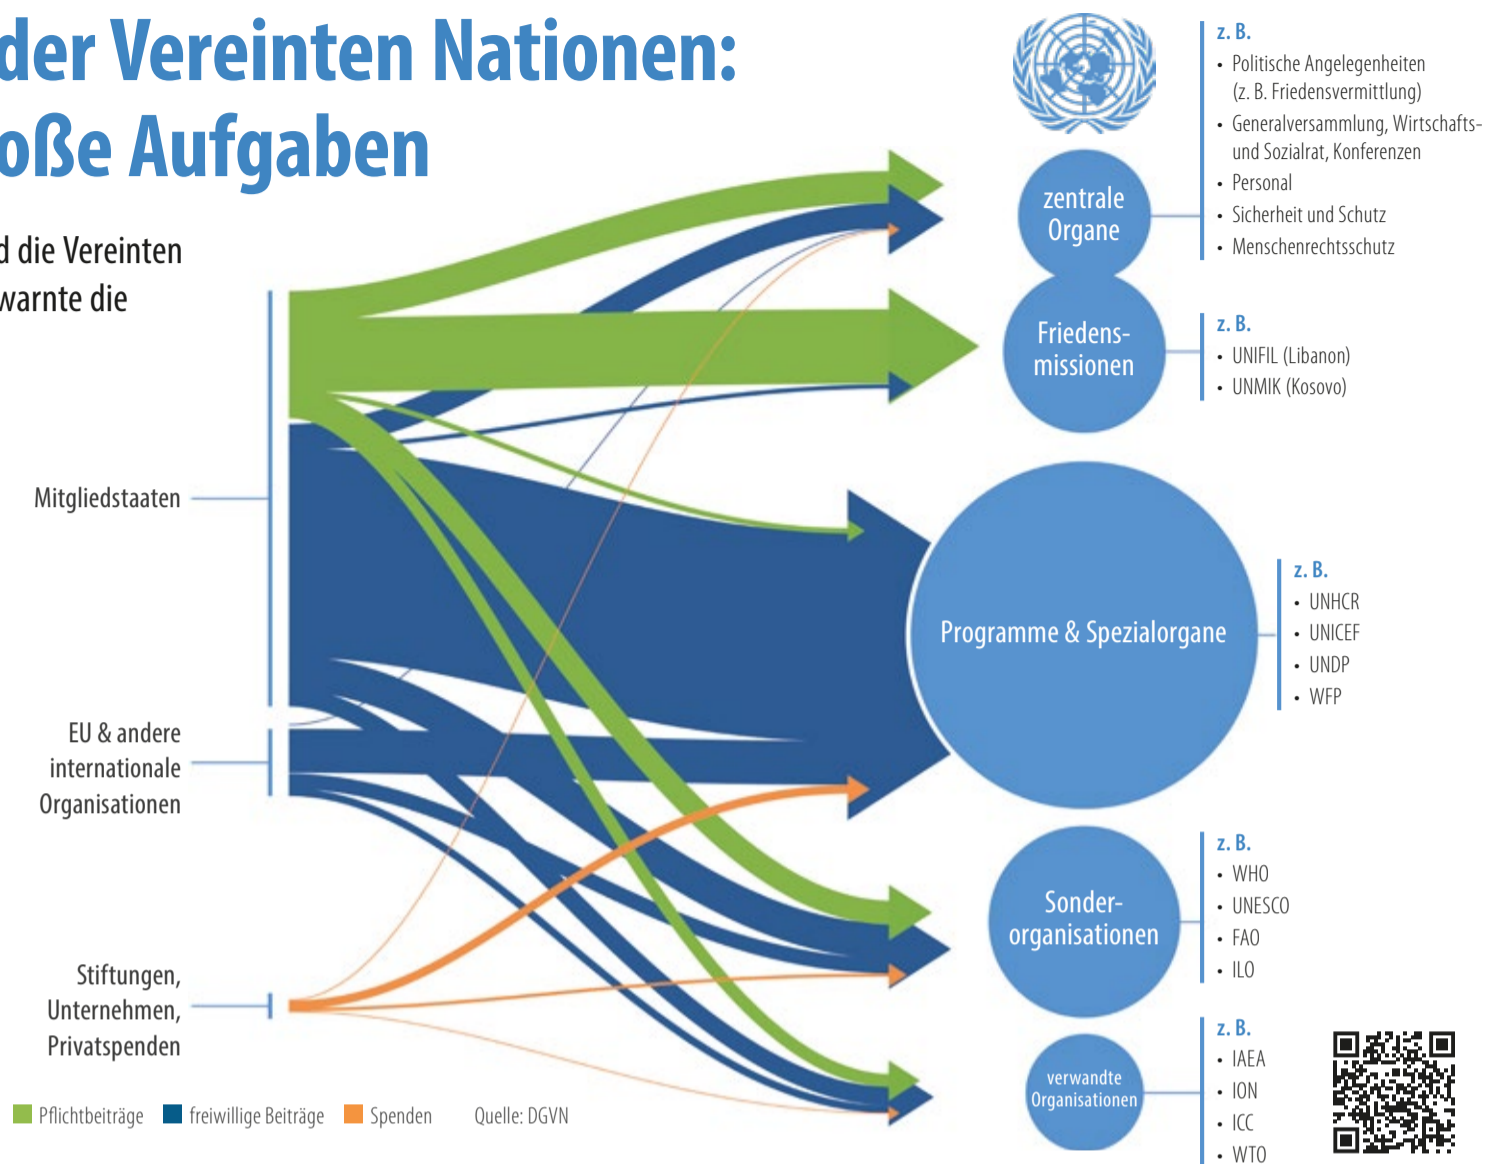 der Vereinten Nationen:
oße Aufgaben
d die Vereinten
warnte die
Mitgliedstaaten
EU & andere
internationale
Organisationen
Stiftungen,
Unternehmen,
Privatspenden
zentrale
Organe
z. B.
• Politische Angelegenheiten
(z. B. Friedensvermittlung)
• Generalversammlung, Wirtschafts-
und Sozialrat, Konferenzen
• Personal
• Sicherheit und Schutz
• Menschenrechtsschutz
Friedens-
missionen
z. B.
• UNIFIL (Libanon)
• UNMIK (Kosovo)
Programme & Spezialorgane
z. B.
• UNHCR
• UNICEF
• UNDP
• WFP
Sonder-
organisationen
z. B.
• WHO
• UNESCO
• FAO
• ILO
verwandte
Organisationen
z. B.
• IAEA
• ION
• ICC
• WTO
Pflichtbeiträge freiwillige Beiträge Spenden Quelle: DGVN